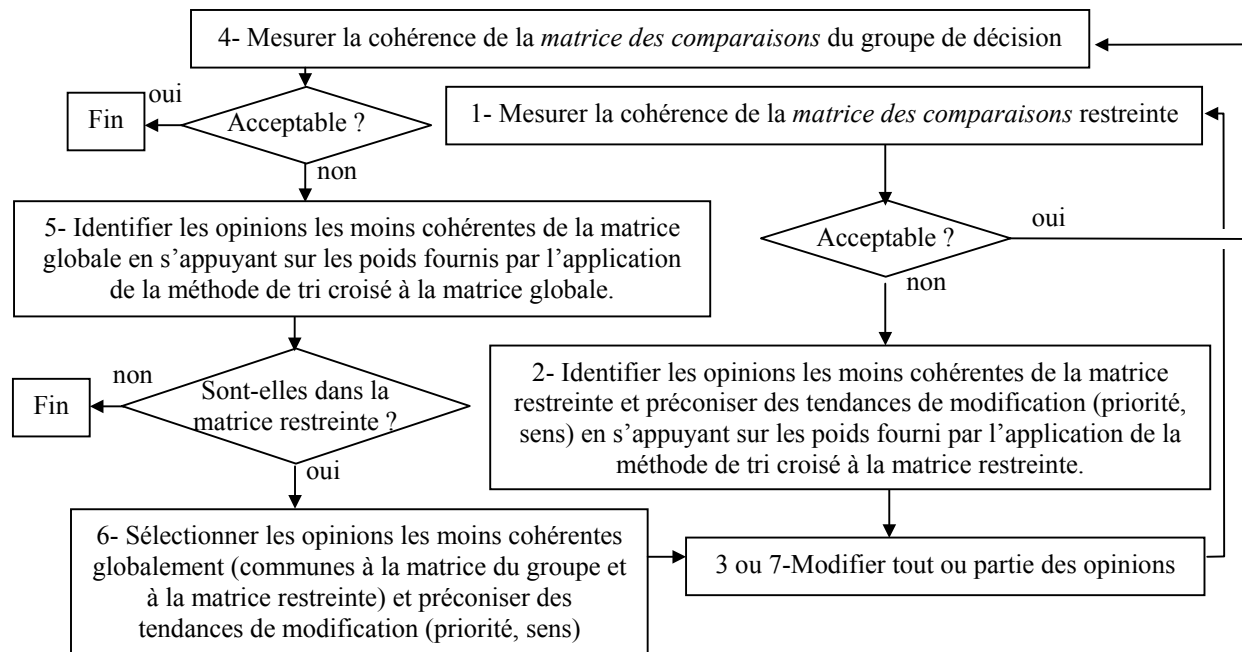 4- Mesurer la cohérence de la matrice des comparaisons du groupe de décision
oui
Fin
Acceptable ?
non
1- Mesurer la cohérence de la matrice des comparaisons restreinte
5- Identifier les opinions les moins cohérentes de la matrice
globale en s’appuyant sur les poids fournis par l’application
de la méthode de tri croisé à la matrice globale.
Acceptable ?
oui
non
non
Fin
Sont-elles dans la
matrice restreinte ?
oui
2- Identifier les opinions les moins cohérentes de la matrice
restreinte et préconiser des tendances de modification (priorité,
sens) en s’appuyant sur les poids fourni par l’application de la
méthode de tri croisé à la matrice restreinte.
6- Sélectionner les opinions les moins cohérentes
globalement (communes à la matrice du groupe et
à la matrice restreinte) et préconiser des
tendances de modification (priorité, sens)
3 ou 7-Modifier tout ou partie des opinions